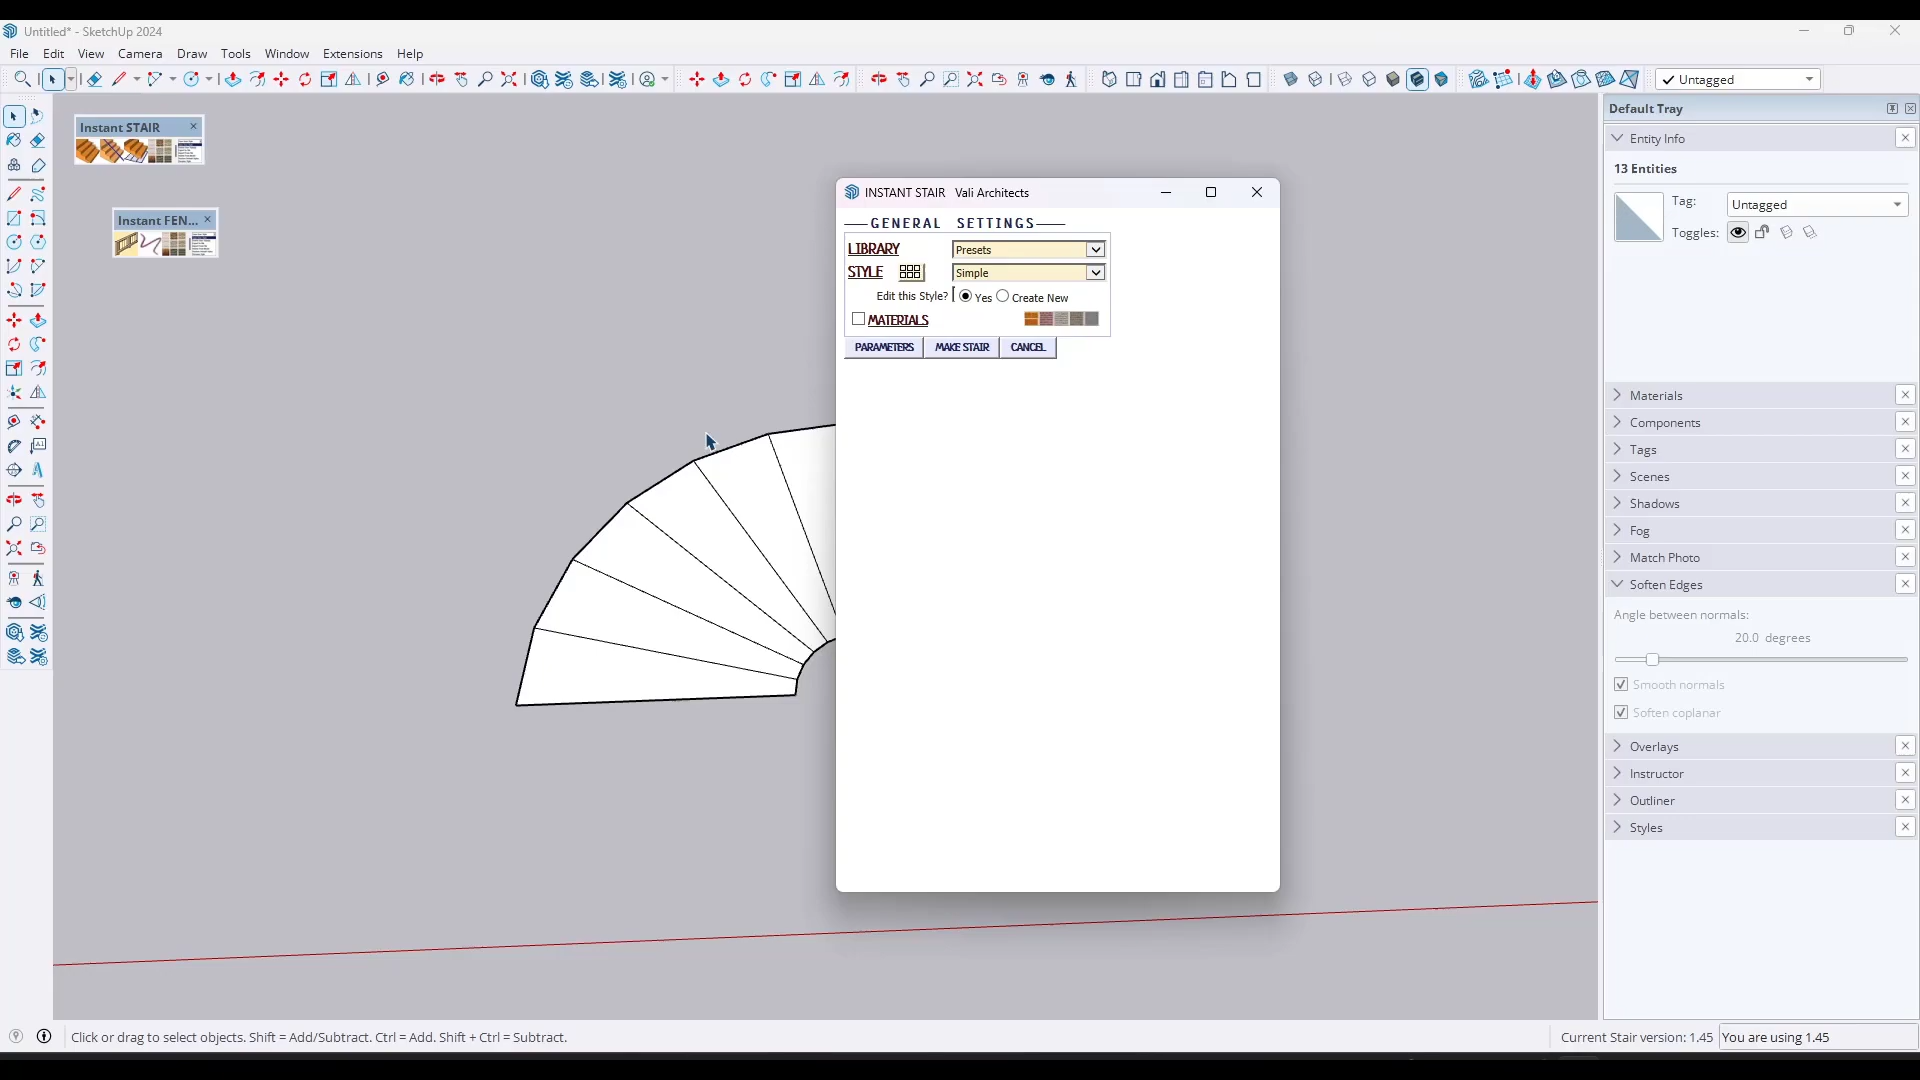 Untitled* - SketchUp 2024
File Edit View Camera Draw Tools Window Extensions Help
Untagged
Instant STAIR
Instant FEN...
INSTANT STAIR Vali Architects
GENERAL SETTINGS
LIBRARY Presets
STYLE Simple
Edit this Style? Yes Create New
MATERIALS
PARAMETERS MAKE STAIR CANCEL
Default Tray
Entity Info
13 Entities
Tag: Untagged
Toggles:
Materials
Components
Tags
Scenes
Shadows
Fog
Match Photo
Soften Edges
Angle between normals:
20.0 degrees
Smooth normals
Soften coplanar
Overlays
Instructor
Outliner
Styles
Click or drag to select objects. Shift = Add/Subtract. Ctrl = Add. Shift + Ctrl = Subtract.
Current Stair version: 1.45 You are using 1.45